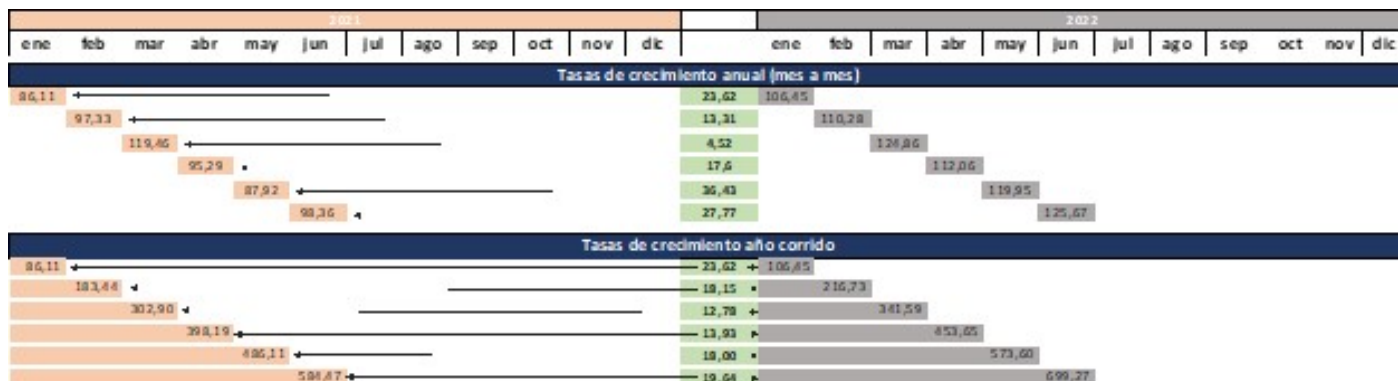 2021 2022
ene feb mar abr may jun jul ago sep oct nov dic ene feb mar abr may jun jul ago sep oct nov dic
Tasas de crecimiento anual (mes a mes)
86,11 23,62 106,45
97,33 13,31 110,28
119,46 4,52 124,86
95,29 17,6 112,06
87,92 36,43 119,95
98,36 27,77 125,67
Tasas de crecimiento año corrido
86,11 23,62 106,45
183,44 18,15 216,73
302,90 12,78 341,59
398,19 13,93 453,65
486,11 18,00 573,60
584,47 19,64 699,27